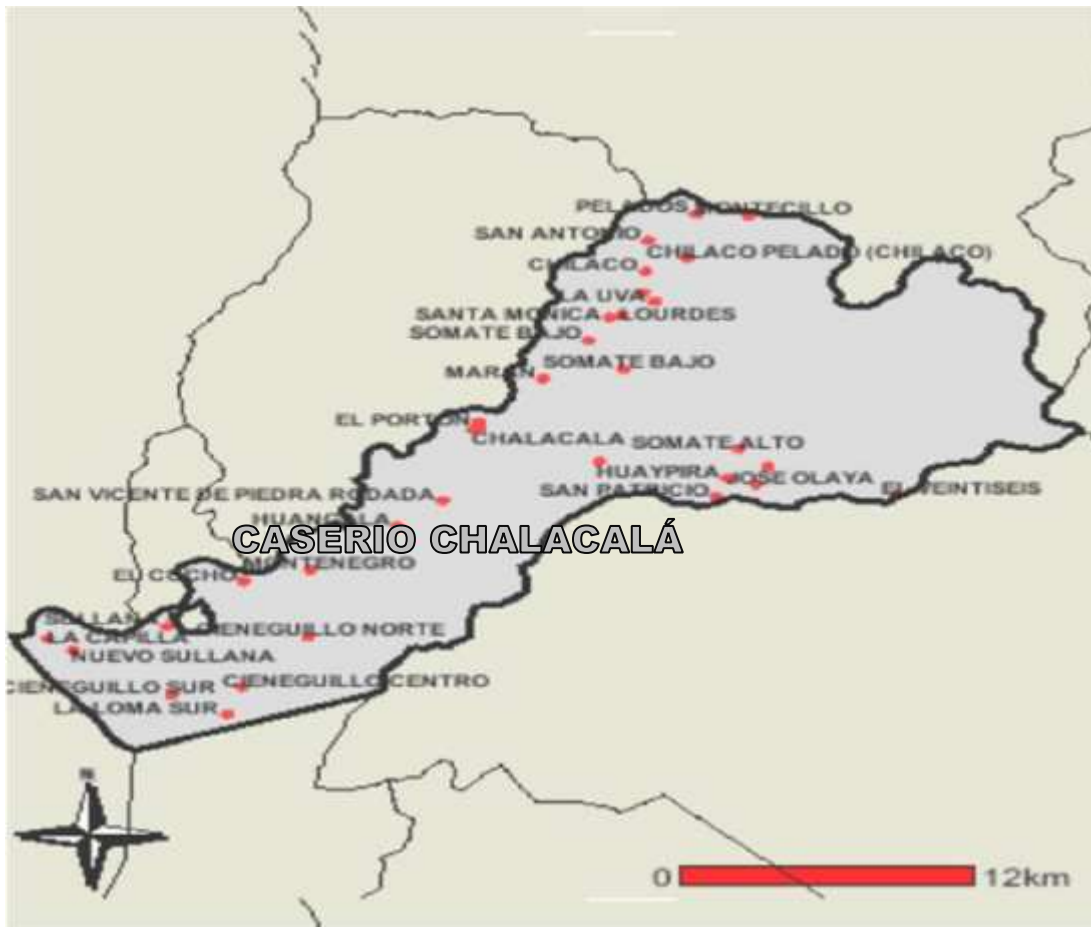 PELADOS MONTECILLO
SAN ANTONIO
CHILACO PELADO (CHILACO)
CHILACO
LA UVA
SANTA MONICA LOURDES
SOMATE BAJO
SOMATE BAJO
MARAN
EL PORTON
CHALACALA SOMATE ALTO
HUAYPIRA JOSE OLAYA
SAN VICENTE DE PIEDRA RODADA SAN PATRICIO EL VEINTISEIS
HUANGALA
CASERIO CHALACALÁ
MONTENEGRO
EL CUCHO
SULLANA
CIENEGUILLO NORTE
LA CAPILLA
NUEVO SULLANA
CIENEGUILLO SUR CIENEGUILLO CENTRO
LA LOMA SUR
N
0 12km